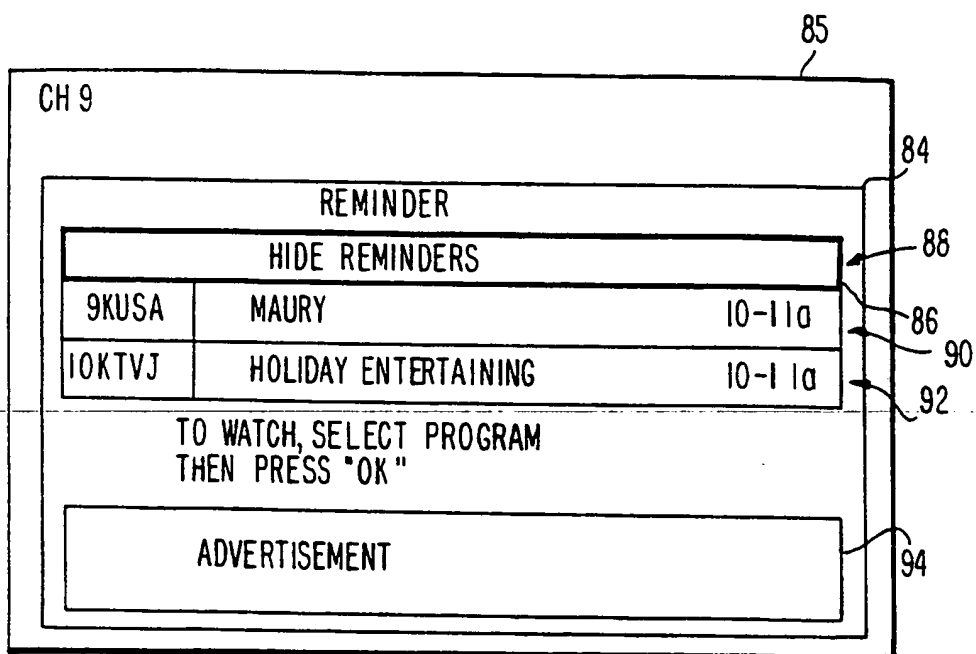 85
CH 9
84
REMINDER
HIDE REMINDERS
88
86
9KUSA MAURY 10-11a
90
10KTVJ HOLIDAY ENTERTAINING 10-11a
92
TO WATCH, SELECT PROGRAM
THEN PRESS "OK"
ADVERTISEMENT
94